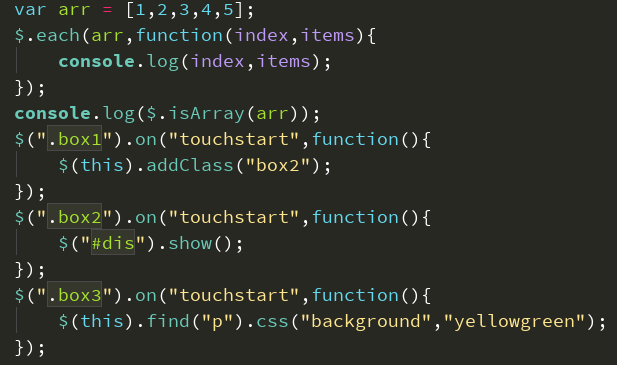 var arr = [1,2,3,4,5];
$.each(arr,function(index,items){
    console.log(index,items);
});
console.log($.isArray(arr));
$(".box1").on("touchstart",function(){
    $(this).addClass("box2");
});
$(".box2").on("touchstart",function(){
    $("#dis").show();
});
$(".box3").on("touchstart",function(){
    $(this).find("p").css("background","yellowgreen");
});